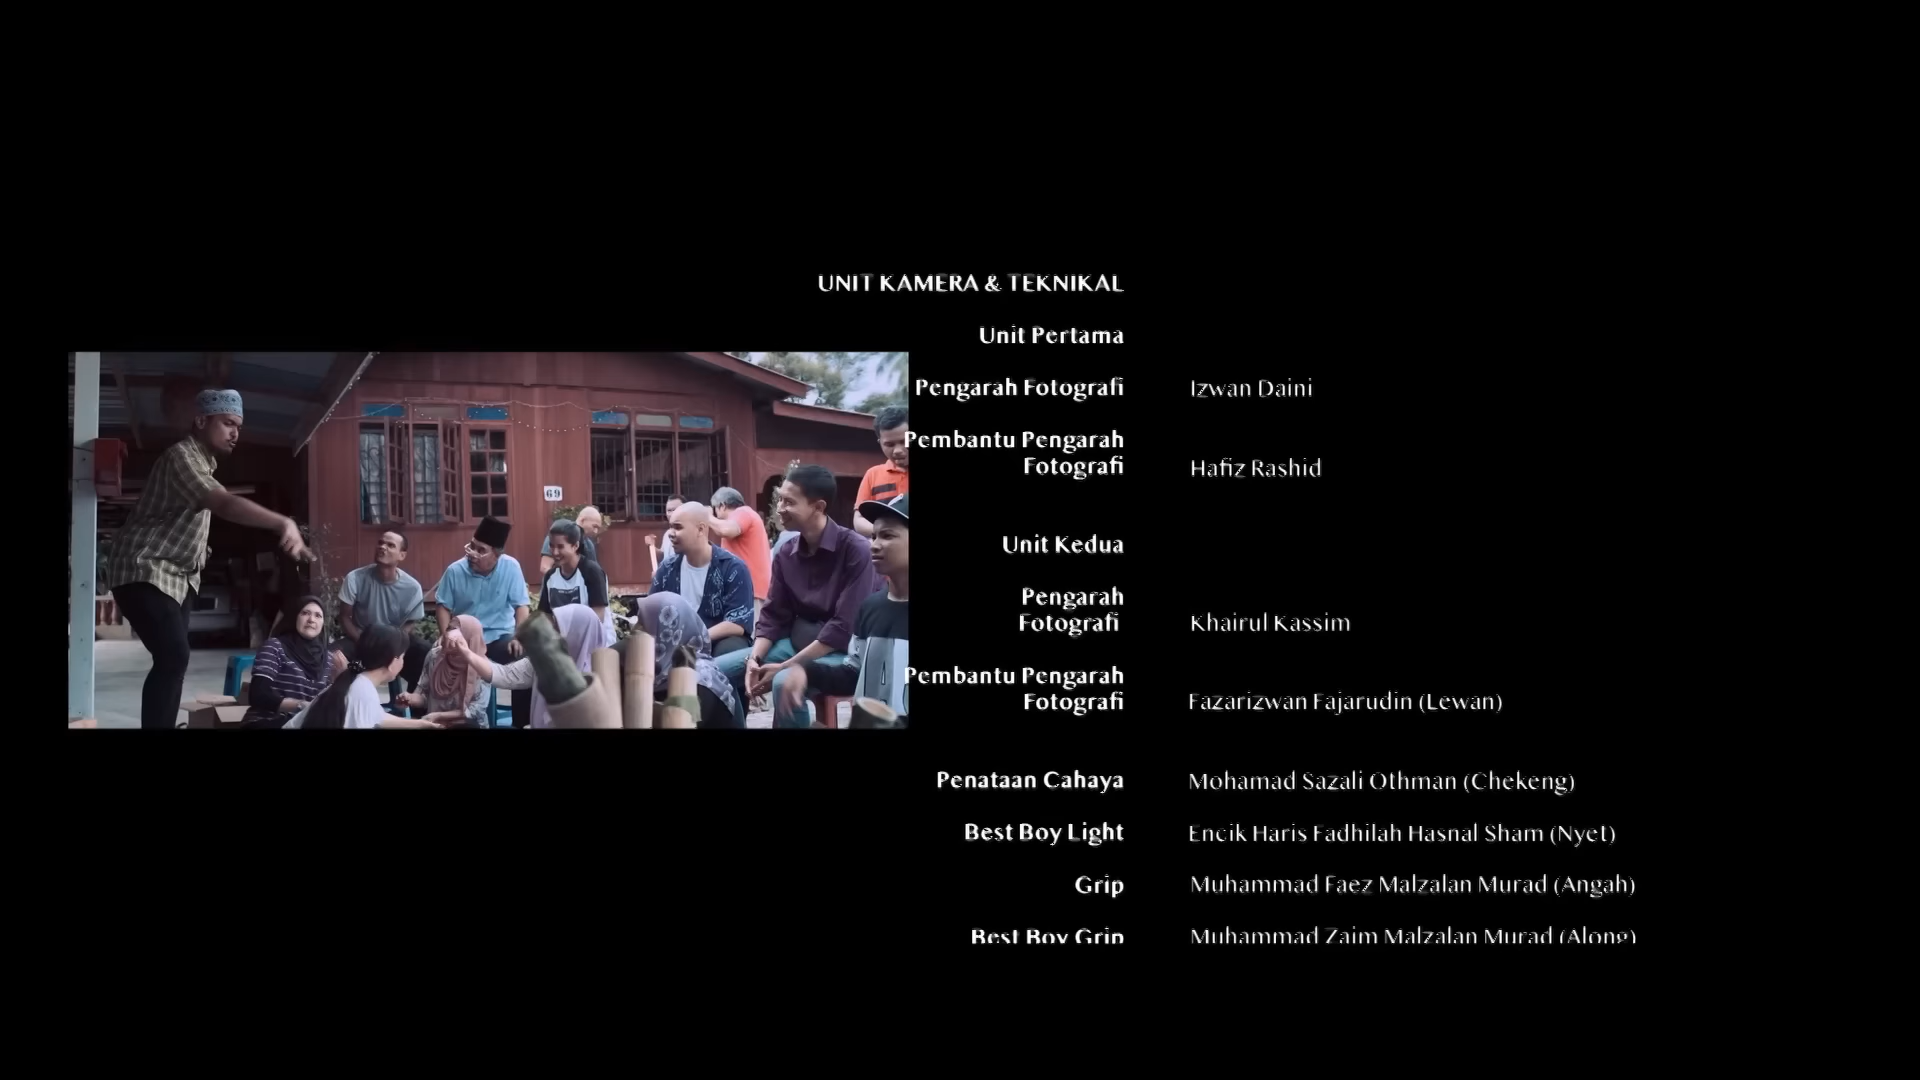 UNIT KAMERA & TEKNIKAL
Unit Pertama
Pengarah Fotografi Izwan Daini
Pembantu Pengarah
Fotografi Hafiz Rashid
Unit Kedua
Pengarah
Fotografi Khairul Kassim
Pembantu Pengarah
Fotografi Fazarizwan Fajarudin (Lewan)
Penataan Cahaya Mohamad Sazali Othman (Chekeng)
Best Boy Light Encik Haris Fadhilah Hasnal Sham (Nyet)
Grip Muhammad Faez Malzalan Murad (Angah)
Best Boy Grip Muhammad Zaim Malzalan Murad (Along)
69